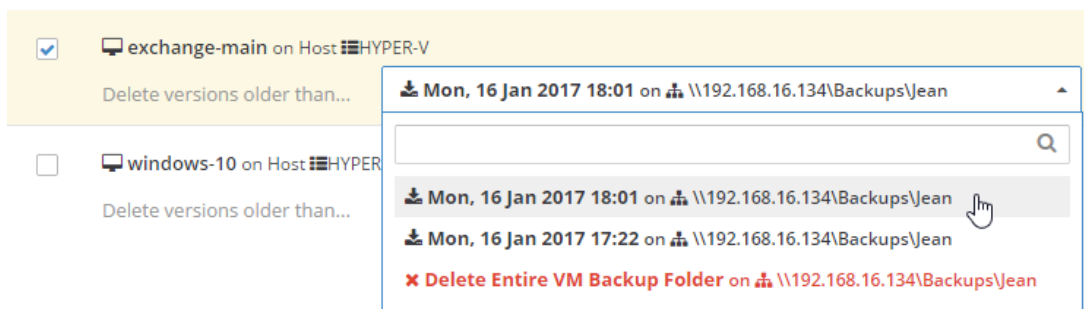 exchange-main on Host HYPER-V
Delete versions older than...
Mon, 16 Jan 2017 18:01 on \\192.168.16.134\Backups\Jean
windows-10 on Host HYPER
Delete versions older than...
Mon, 16 Jan 2017 18:01 on \\192.168.16.134\Backups\Jean
Mon, 16 Jan 2017 17:22 on \\192.168.16.134\Backups\Jean
Delete Entire VM Backup Folder on \\192.168.16.134\Backups\Jean